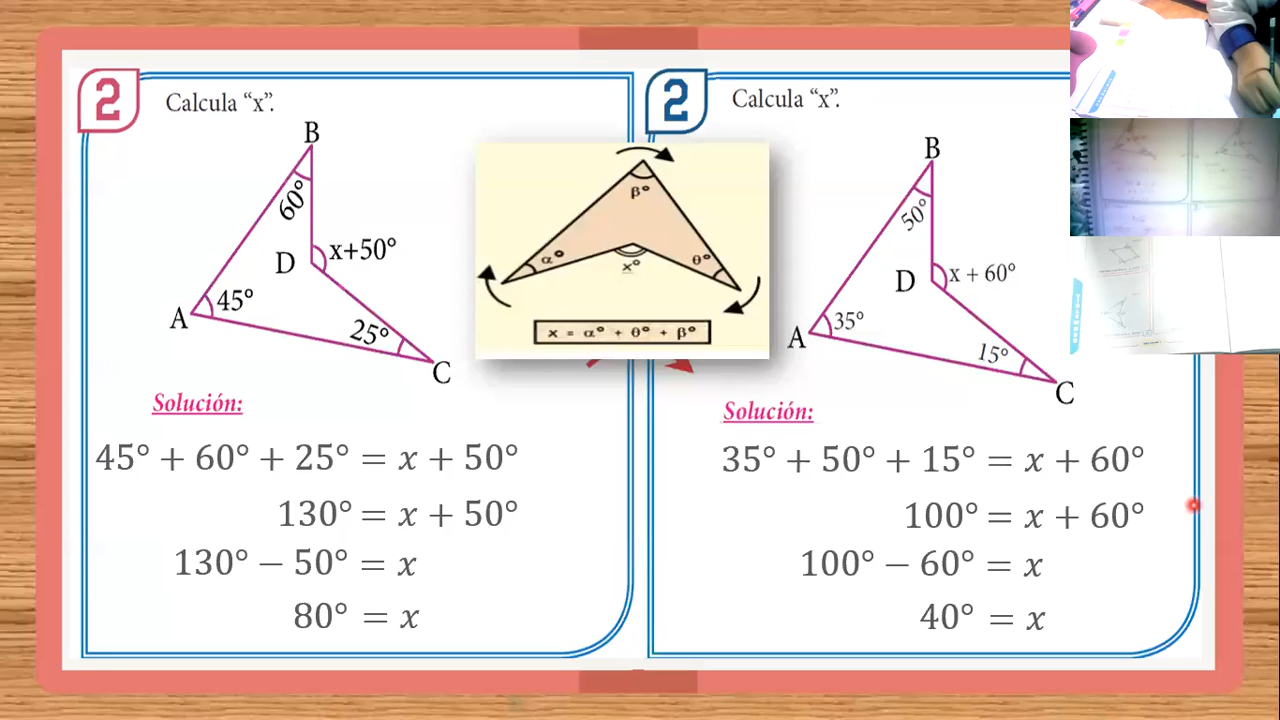 2
Calcula “x”.
B
60°
D
x+50°
A
45°
25°
C
Solución:
45° + 60° + 25° = x + 50°
130° = x + 50°
130° − 50° = x
80° = x
β°
α°
x°
θ°
x = α° + θ° + β°
2
Calcula “x”.
B
50°
D
x + 60°
A
35°
15°
C
Solución:
35° + 50° + 15° = x + 60°
100° = x + 60°
100° − 60° = x
40° = x